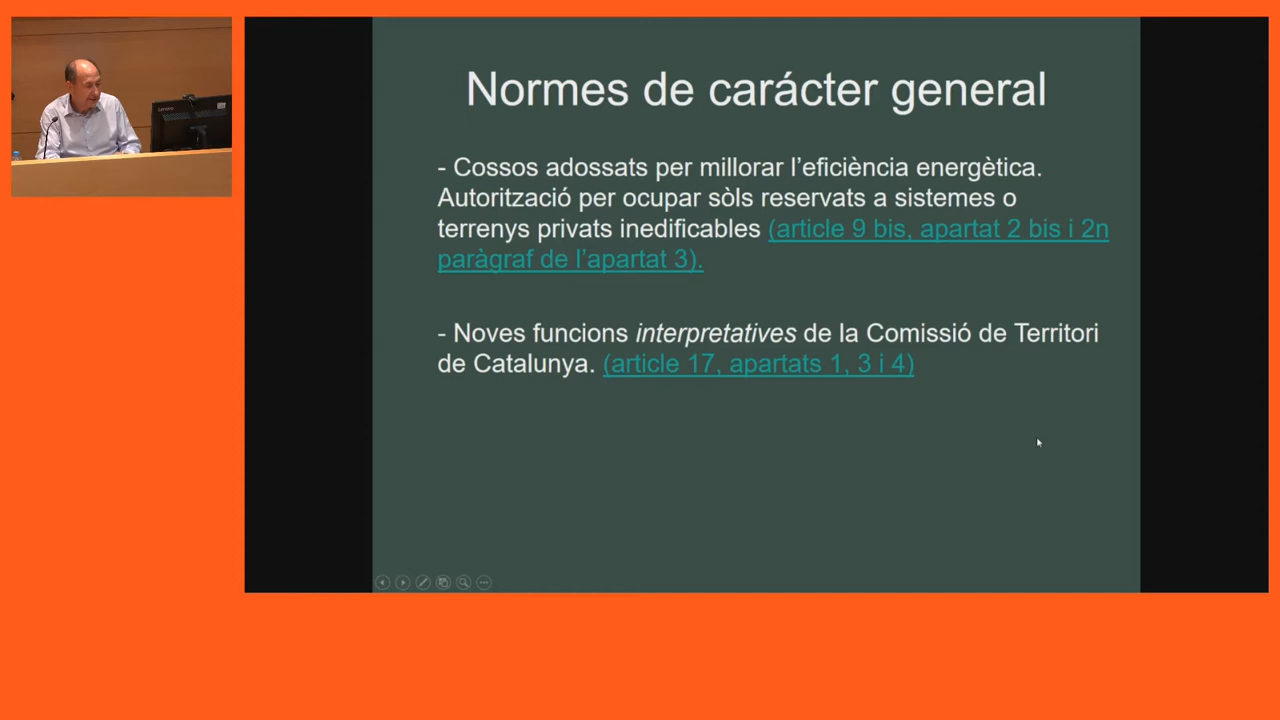 Normes de carácter general
- Cossos adossats per millorar l’eficiència energètica.
Autorització per ocupar sòls reservats a sistemes o
terrenys privats inedificables (article 9 bis, apartat 2 bis i 2n
paràgraf de l’apartat 3).
- Noves funcions interpretatives de la Comissió de Territori
de Catalunya. (article 17, apartats 1, 3 i 4)